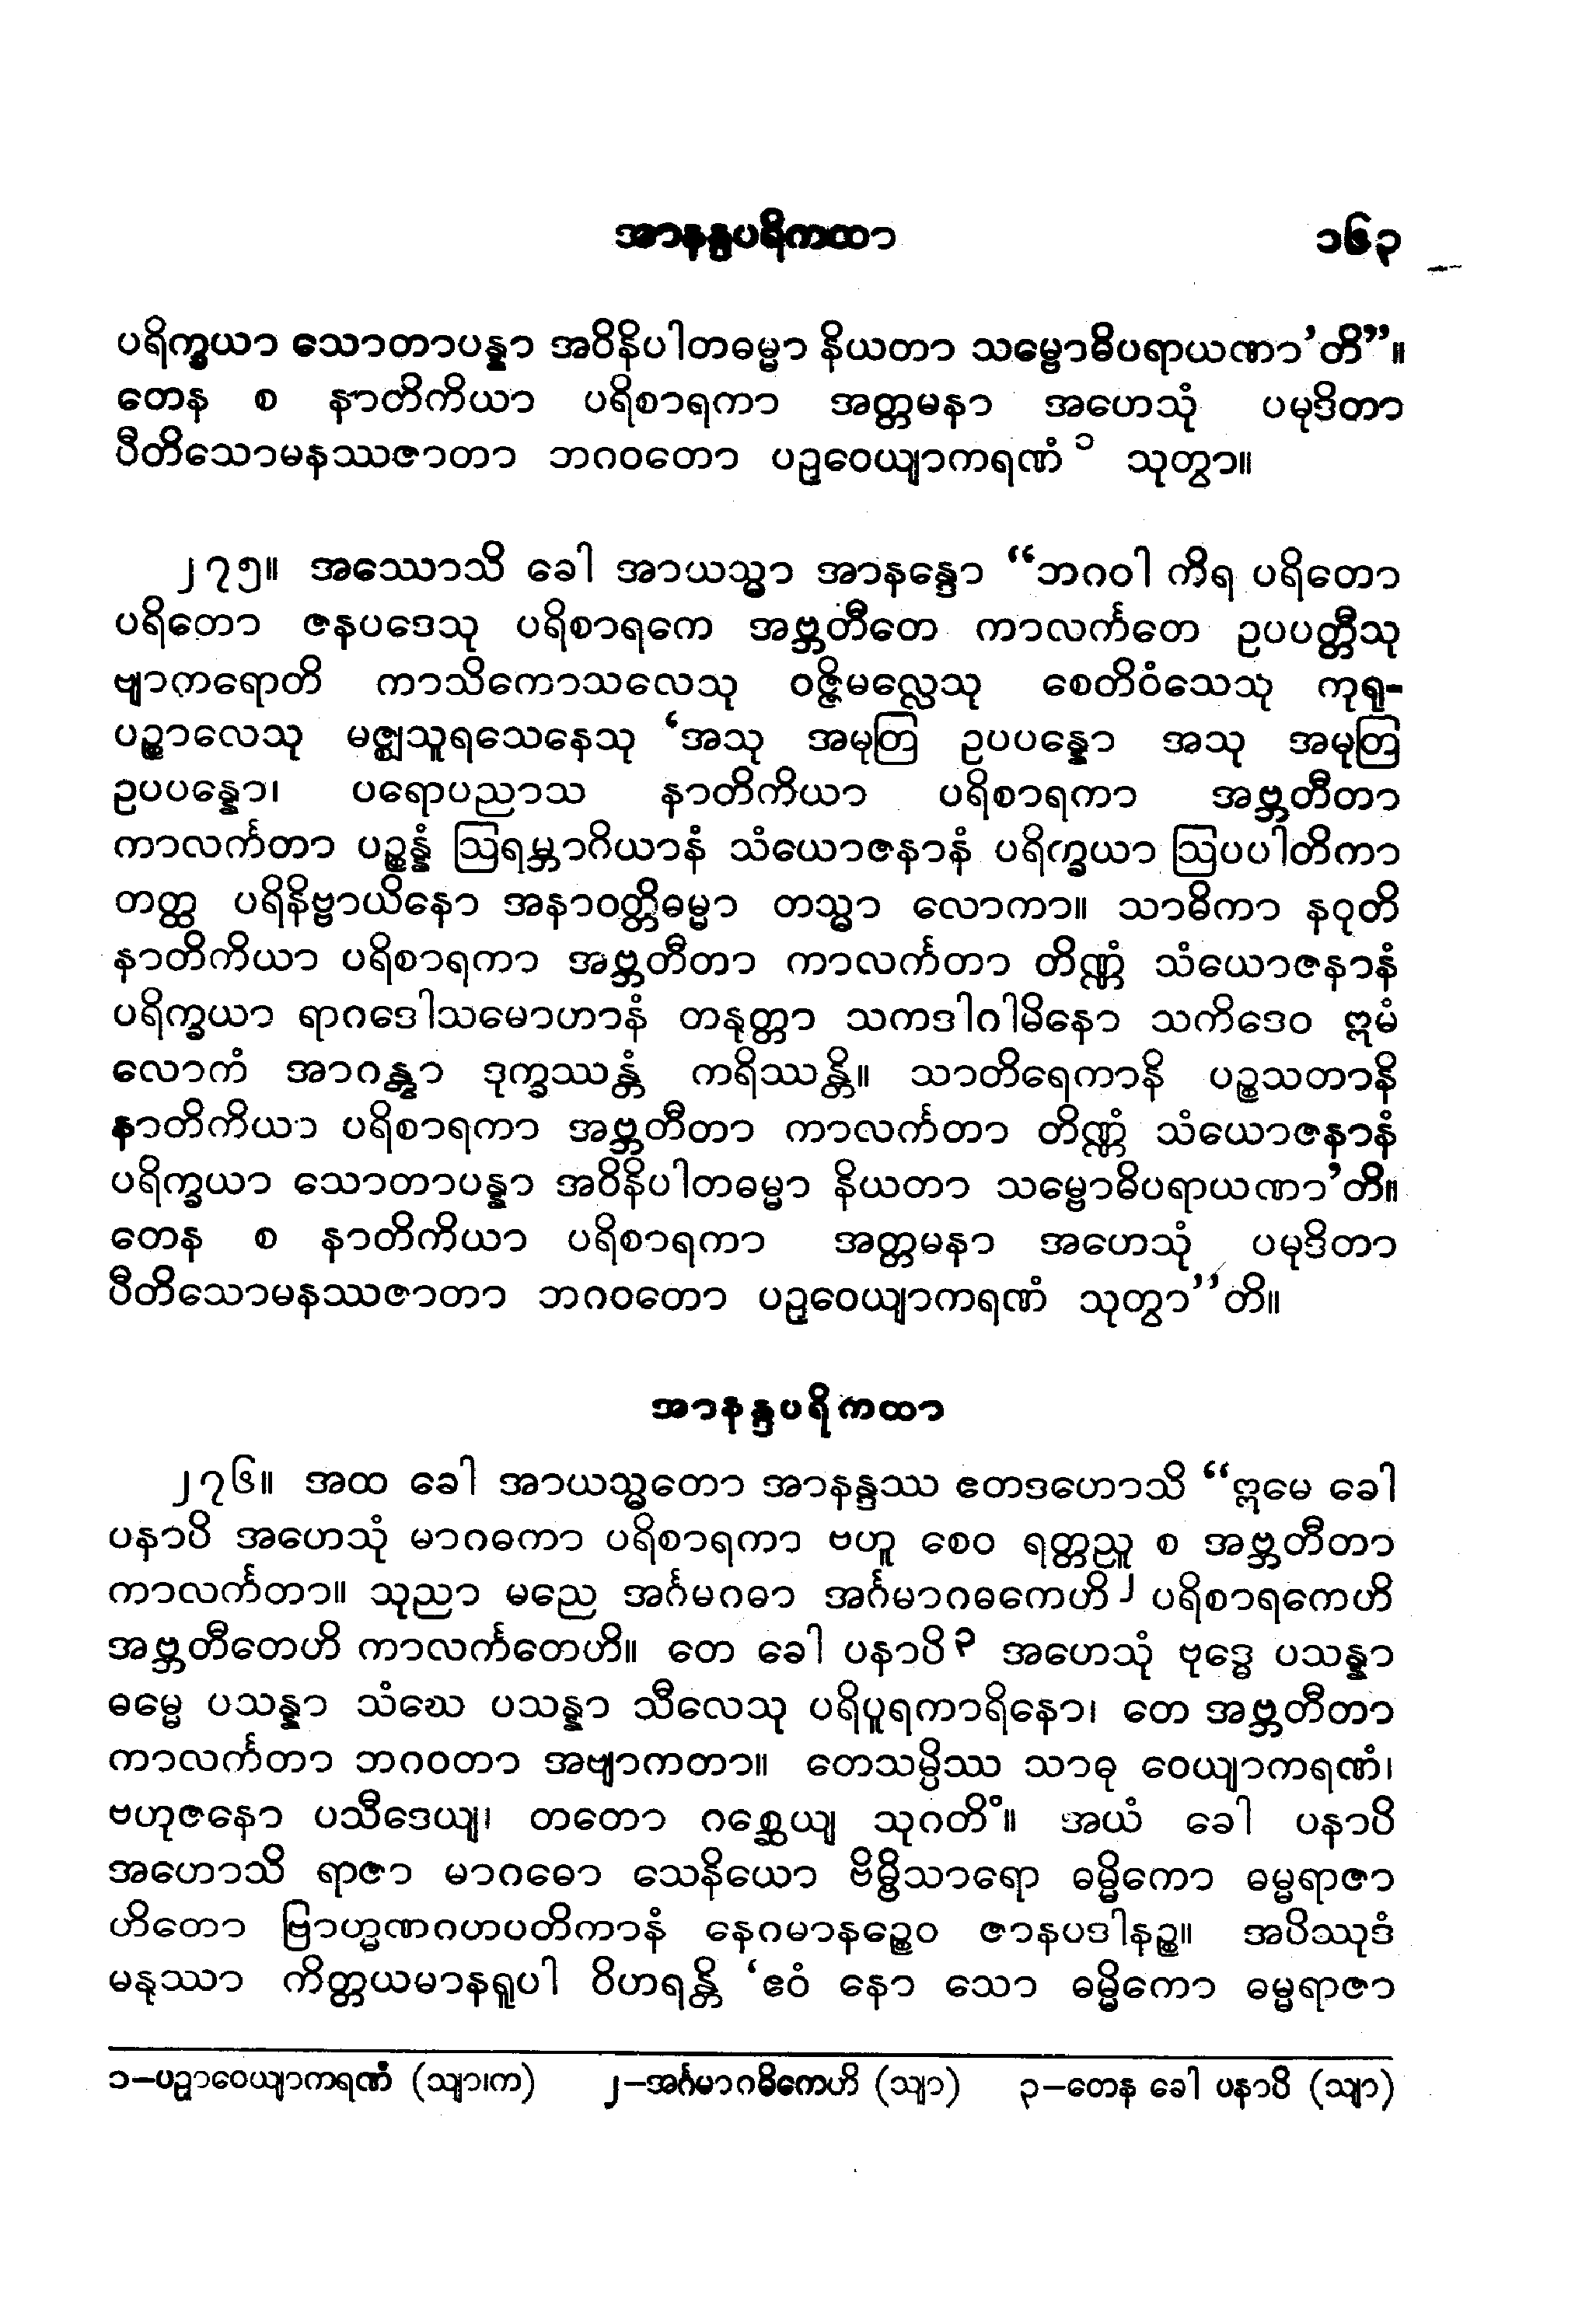 အာနန္ဒပရိကထာ ၁၆၃
ပရိက္ခယာ သောတာပန္နာ အဝိနိပါတဓမ္မာ နိယတာ သမ္ဗောဓိပရာယဏာ’တိ”။
တေန စ နာတိကိယာ ပရိစာရကာ အတ္တမနာ အဟေသုံ ပမုဒိတာ
ပီတိသောမနဿဇာတာ ဘဂဝတော ပဉှဝေယျာကရဏံ ၁ သုတွာ။
၂၇၅။ အဿောသိ ခေါ အာယသ္မာ အာနန္ဒော “ဘဂဝါ ကိရ ပရိတော
ပရိတော ဇနပဒေသု ပရိစာရကေ အဗ္ဘတီတေ ကာလင်္ကတေ ဥပပတ္တီသု
ဗျာကရောတိ ကာသိကောသလေသု ဝဇ္ဇိမလ္လေသု စေတိဝံသေသု ကုရု-
ပဉ္စာလေသု မဇ္ဈသူရသေနေသု ‘အသု အမုတြ ဥပပန္နော အသု အမုတြ
ဥပပန္နော၊ ပရောပညာသ နာတိကိယာ ပရိစာရကာ အဗ္ဘတီတာ
ကာလင်္ကတာ ပဉ္စန္နံ ဩရမ္ဘာဂိယာနံ သံယောဇနာနံ ပရိက္ခယာ ဩပပါတိကာ
တတ္ထ ပရိနိဗ္ဗာယိနော အနာဝတ္တိဓမ္မာ တသ္မာ လောကာ။ သာဓိကာ နဝုတိ
နာတိကိယာ ပရိစာရကာ အဗ္ဘတီတာ ကာလင်္ကတာ တိဏ္ဏံ သံယောဇနာနံ
ပရိက္ခယာ ရာဂဒေါသမောဟာနံ တနုတ္တာ သကဒါဂါမိနော သကိဒေဝ ဣမံ
လောကံ အာဂန္တွာ ဒုက္ခဿန္တံ ကရိဿန္တိ။ သာတိရေကာနိ ပဉ္စသတာနိ
နာတိကိယာ ပရိစာရကာ အဗ္ဘတီတာ ကာလင်္ကတာ တိဏ္ဏံ သံယောဇနာနံ
ပရိက္ခယာ သောတာပန္နာ အဝိနိပါတဓမ္မာ နိယတာ သမ္ဗောဓိပရာယဏာ’တိ။
တေန စ နာတိကိယာ ပရိစာရကာ အတ္တမနာ အဟေသုံ ပမုဒိတာ
ပီတိသောမနဿဇာတာ ဘဂဝတော ပဉှဝေယျာကရဏံ သုတွာ”တိ။
အာနန္ဒပရိကထာ
၂၇၆။ အထ ခေါ အာယသ္မတော အာနန္ဒဿ ဧတဒဟောသိ “ဣမေ ခေါ
ပနာပိ အဟေသုံ မာဂဓကာ ပရိစာရကာ ဗဟူ စေဝ ရတ္တညူ စ အဗ္ဘတီတာ
ကာလင်္ကတာ။ သုညာ မညေ အင်္ဂမဂဓာ အင်္ဂမာဂဓကေဟိ ၂ ပရိစာရကေဟိ
အဗ္ဘတီတေဟိ ကာလင်္ကတေဟိ။ တေ ခေါ ပနာပိ ၃ အဟေသုံ ဗုဒ္ဓေ ပသန္နာ
ဓမ္မေ ပသန္နာ သံဃေ ပသန္နာ သီလေသု ပရိပူရကာရိနော၊ တေ အဗ္ဘတီတာ
ကာလင်္ကတာ ဘဂဝတာ အဗျာကတာ။ တေသမ္ပိဿ သာဓု ဝေယျာကရဏံ၊
ဗဟုဇနော ပသီဒေယျ၊ တတော ဂစ္ဆေယျ သုဂတိံ။ အယံ ခေါ ပနာပိ
အဟောသိ ရာဇာ မာဂဓော သေနိယော ဗိမ္ဗိသာရော ဓမ္မိကော ဓမ္မရာဇာ
ဟိတော ဗြာဟ္မဏဂဟပတိကာနံ နေဂမာနဉ္စေဝ ဇာနပဒါနဉ္စ။ အပိဿုဒံ
မနုဿာ ကိတ္တယမာနရူပါ ဝိဟရန္တိ ‘ဧဝံ နော သော ဓမ္မိကော ဓမ္မရာဇာ
၁−ပဉှာဝေယျာကရဏံ (သျာ၊က) ၂−အင်္ဂမာဂဓိကေဟိ (သျာ) ၃−တေန ခေါ ပနာပိ (သျာ)